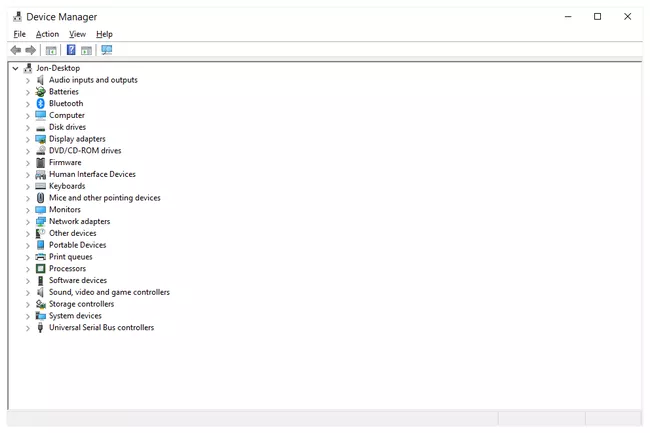 Device Manager
File Action View Help
Jon-Desktop
Audio inputs and outputs
Batteries
Bluetooth
Computer
Disk drives
Display adapters
DVD/CD-ROM drives
Firmware
Human Interface Devices
Keyboards
Mice and other pointing devices
Monitors
Network adapters
Other devices
Portable Devices
Print queues
Processors
Software devices
Sound, video and game controllers
Storage controllers
System devices
Universal Serial Bus controllers